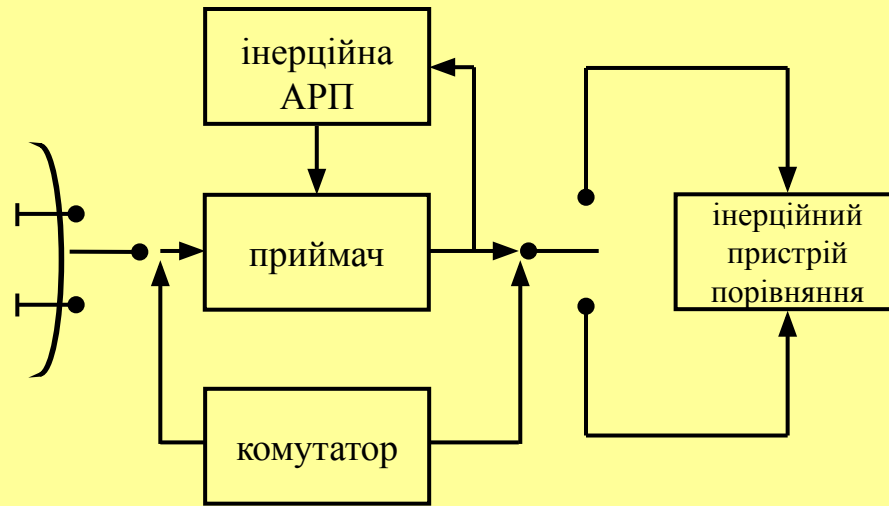 інерційна
АРП
приймач
інерційний
пристрій
порівняння
комутатор